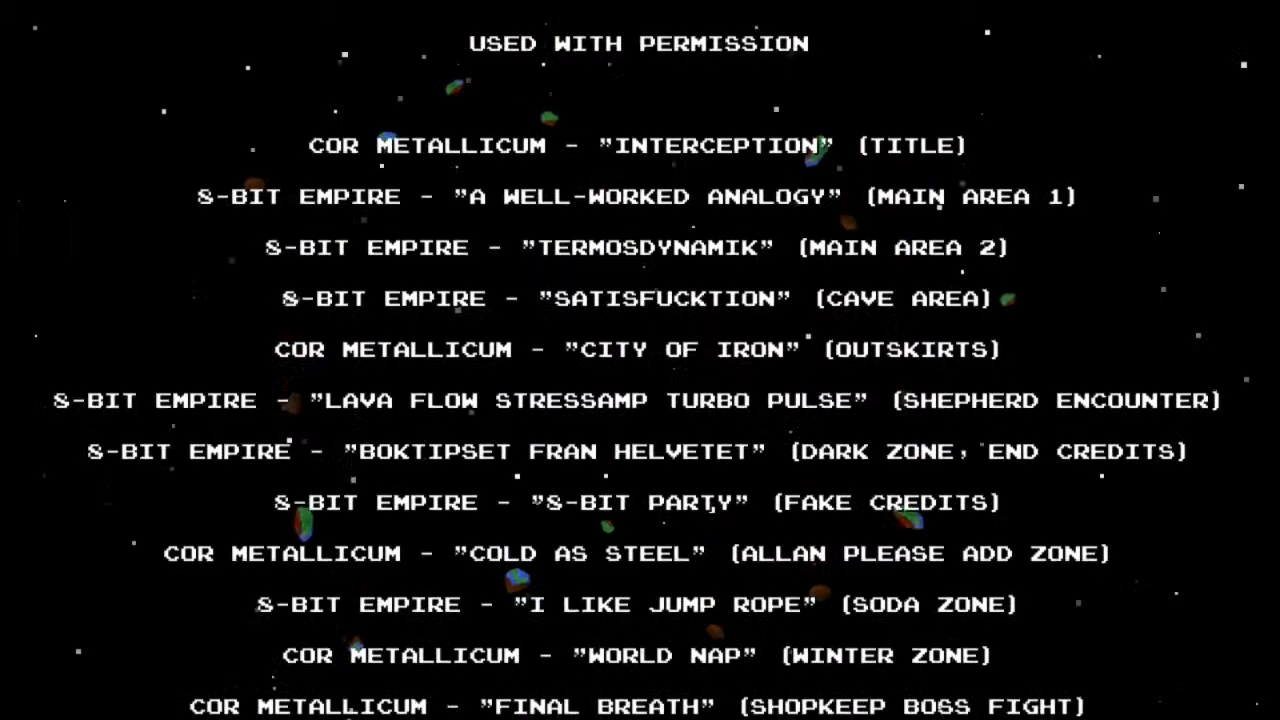 USED WITH PERMISSION
COR METALLICUM - "INTERCEPTION" (TITLE)
8-BIT EMPIRE - "A WELL-WORKED ANALOGY" (MAIN AREA 1)
8-BIT EMPIRE - "TERMOSDYNAMIK" (MAIN AREA 2)
8-BIT EMPIRE - "SATISFUCKTION" (CAVE AREA)
COR METALLICUM - "CITY OF IRON" (OUTSKIRTS)
8-BIT EMPIRE - "LAVA FLOW STRESSAMP TURBO PULSE" (SHEPHERD ENCOUNTER)
8-BIT EMPIRE - "BOKTIPSET FRAN HELVETET" (DARK ZONE, END CREDITS)
8-BIT EMPIRE - "8-BIT PARTY" (FAKE CREDITS)
COR METALLICUM - "COLD AS STEEL" (ALLAN PLEASE ADD ZONE)
8-BIT EMPIRE - "I LIKE JUMP ROPE" (SODA ZONE)
COR METALLICUM - "WORLD NAP" (WINTER ZONE)
COR METALLICUM - "FINAL BREATH" (SHOPKEEP BOSS FIGHT)